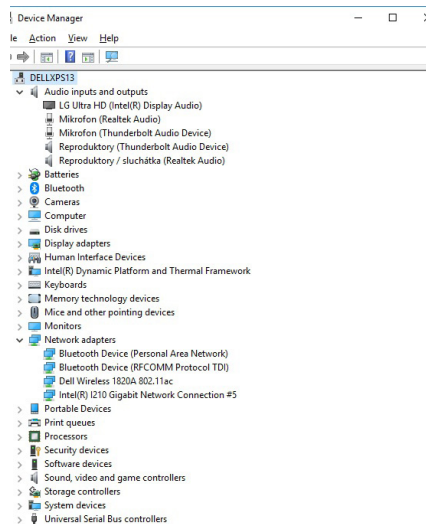 Device Manager
le Action View Help
DELLXPS13
Audio inputs and outputs
LG Ultra HD (Intel(R) Display Audio)
Mikrofon (Realtek Audio)
Mikrofon (Thunderbolt Audio Device)
Reproduktory (Thunderbolt Audio Device)
Reproduktory / sluchátka (Realtek Audio)
Batteries
Bluetooth
Cameras
Computer
Disk drives
Display adapters
Human Interface Devices
Intel(R) Dynamic Platform and Thermal Framework
Keyboards
Memory technology devices
Mice and other pointing devices
Monitors
Network adapters
Bluetooth Device (Personal Area Network)
Bluetooth Device (RFCOMM Protocol TDI)
Dell Wireless 1820A 802.11ac
Intel(R) I210 Gigabit Network Connection #5
Portable Devices
Print queues
Processors
Security devices
Software devices
Sound, video and game controllers
Storage controllers
System devices
Universal Serial Bus controllers